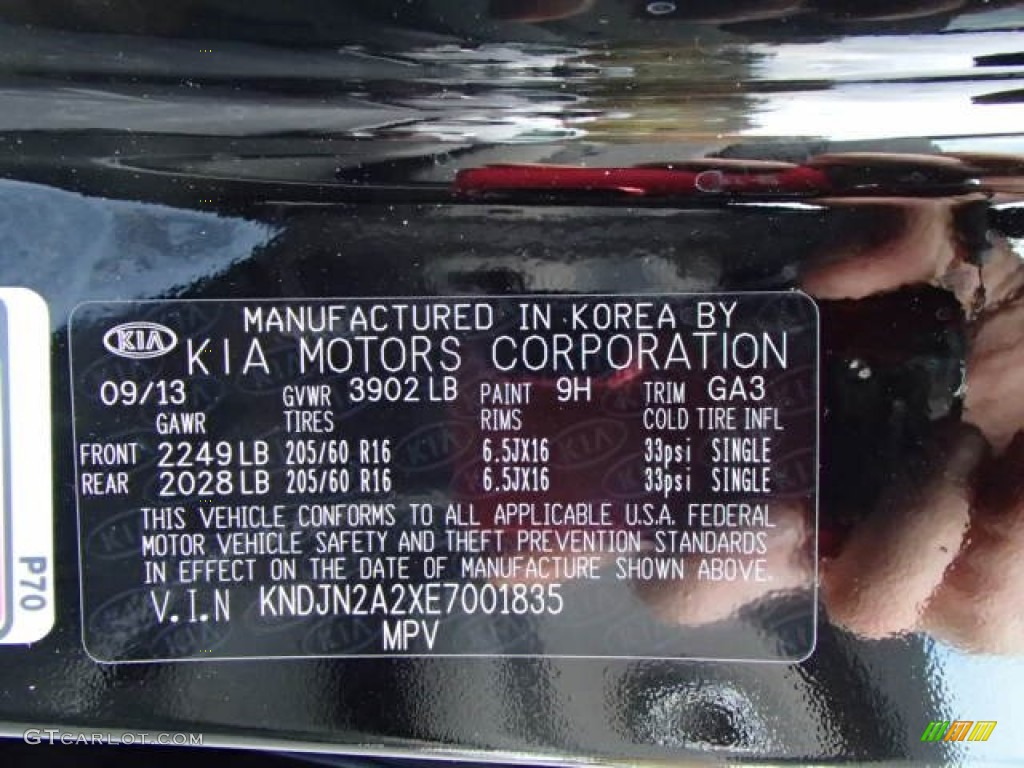 MANUFACTURED IN KOREA BY
KIA KIA MOTORS CORPORATION
09/13 GVWR 3902 LB PAINT 9H TRIM GA3
GAWR TIRES RIMS COLD TIRE INFL
FRONT 2249 LB 205/60 R16 6.5JX16 33psi SINGLE
REAR 2028 LB 205/60 R16 6.5JX16 33psi SINGLE
THIS VEHICLE CONFORMS TO ALL APPLICABLE U.S.A. FEDERAL
MOTOR VEHICLE SAFETY AND THEFT PREVENTION STANDARDS
IN EFFECT ON THE DATE OF MANUFACTURE SHOWN ABOVE.
V.I.N KNDJN2A2XE7001835
MPV
P70
GTCarLot.com